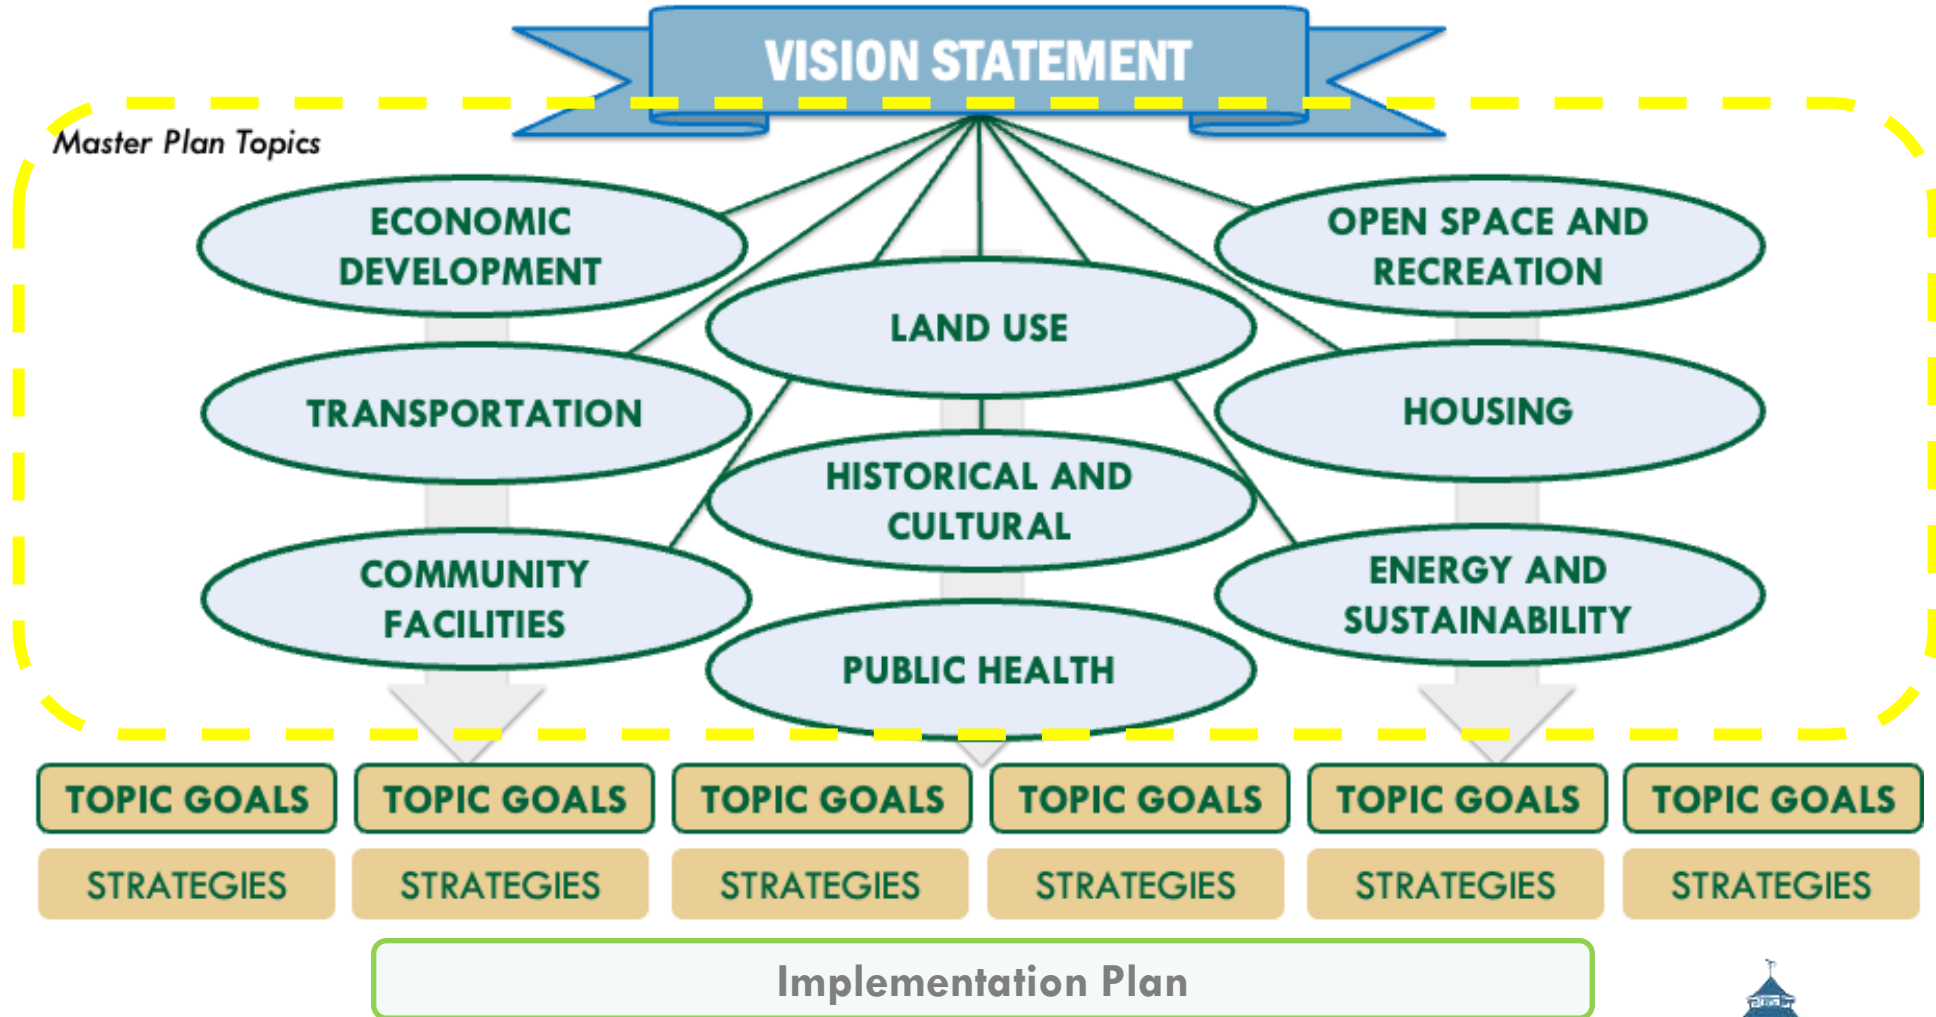 VISION STATEMENT
Master Plan Topics
ECONOMIC
DEVELOPMENT
TRANSPORTATION
COMMUNITY
FACILITIES
LAND USE
HISTORICAL AND
CULTURAL
PUBLIC HEALTH
OPEN SPACE AND
RECREATION
HOUSING
ENERGY AND
SUSTAINABILITY
TOPIC GOALS TOPIC GOALS TOPIC GOALS TOPIC GOALS TOPIC GOALS TOPIC GOALS
STRATEGIES STRATEGIES STRATEGIES STRATEGIES STRATEGIES STRATEGIES
Implementation Plan